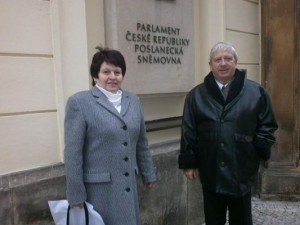 PARLAMENT
ČESKÉ REPUBLIKY
POSLANECKÁ
SNĚMOVNA